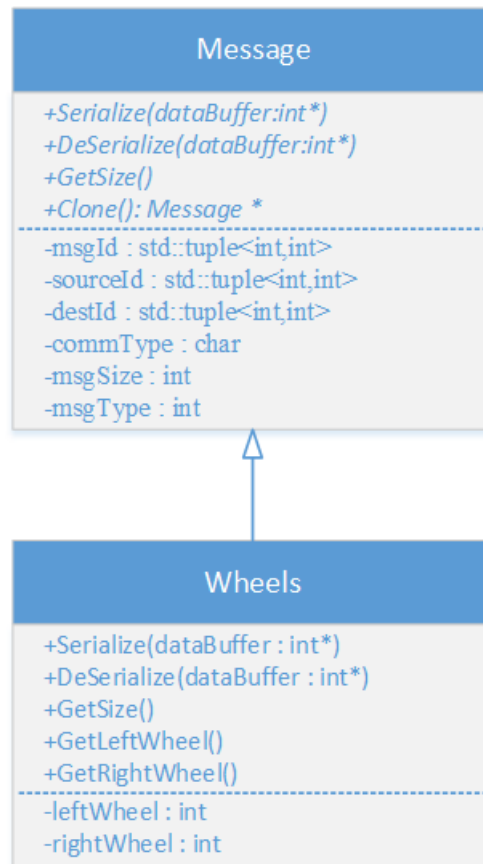 Message
+Serialize(dataBuffer:int*)
+DeSerialize(dataBuffer:int*)
+GetSize()
+Clone(): Message *
-msgId : std::tuple<int,int>
-sourceId : std::tuple<int,int>
-destId : std::tuple<int,int>
-commType : char
-msgSize : int
-msgType : int
Wheels
+Serialize(dataBuffer : int*)
+DeSerialize(dataBuffer : int*)
+GetSize()
+GetLeftWheel()
+GetRightWheel()
-leftWheel : int
-rightWheel : int